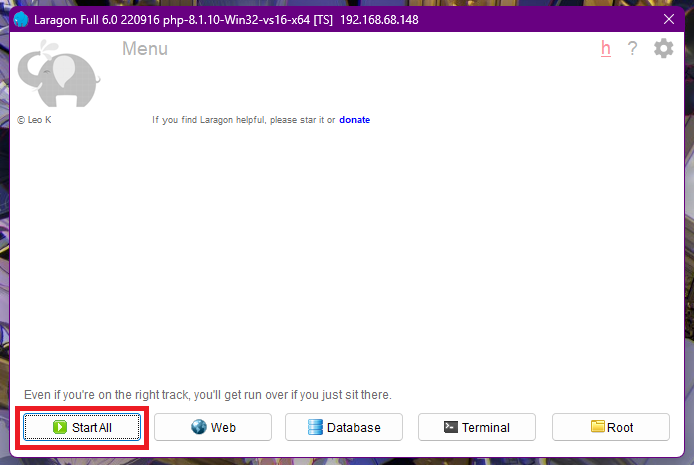 Laragon Full 6.0 220916 php-8.1.10-Win32-vs16-x64 [TS] 192.168.68.148
Menu
h ?
© Leo K
If you find Laragon helpful, please star it or donate
Even if you're on the right track, you'll get run over if you just sit there.
Start All
Web
Database
Terminal
Root